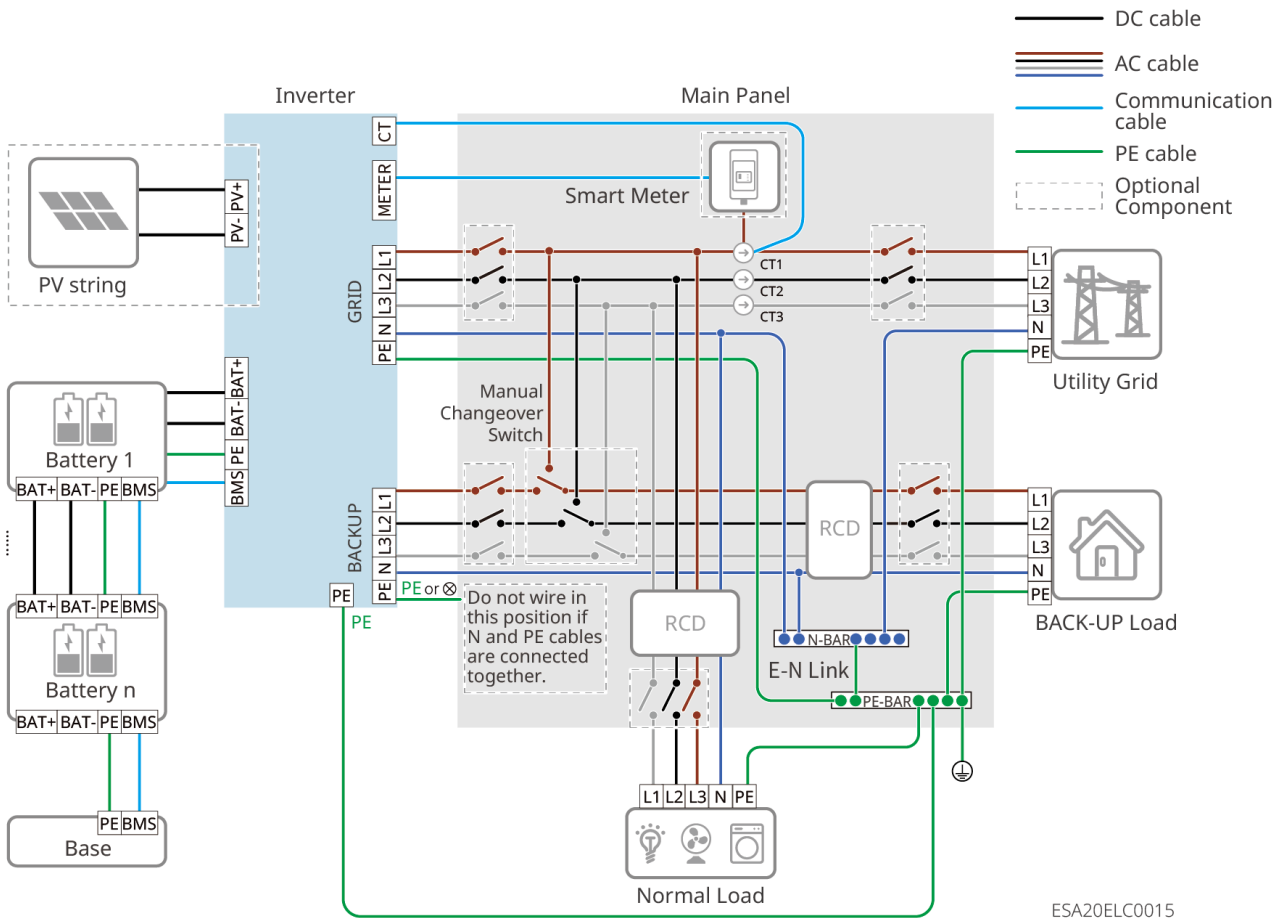 DC cable
AC cable
Communication
cable
PE cable
Optional
Component
Inverter
Main Panel
CT
METER
Smart Meter
PV+
PV-
PV string
GRID
L1
L2
L3
N
PE
CT1
CT2
CT3
L1
L2
L3
N
PE
Utility Grid
Manual
Changeover
Switch
BAT+
BAT-
PE
BMS
Battery 1
BAT+ BAT- PE BMS
......
BACKUP
L1
L2
L3
N
PE
RCD
L1
L2
L3
N
PE
BACK-UP Load
PE or ⊗
PE
PE
Do not wire in
this position if
N and PE cables
are connected
together.
RCD
N-BAR
E-N Link
PE-BAR
BAT+ BAT- PE BMS
Battery n
BAT+ BAT- PE BMS
PE BMS
Base
L1 L2 L3 N PE
Normal Load
ESA20ELC0015